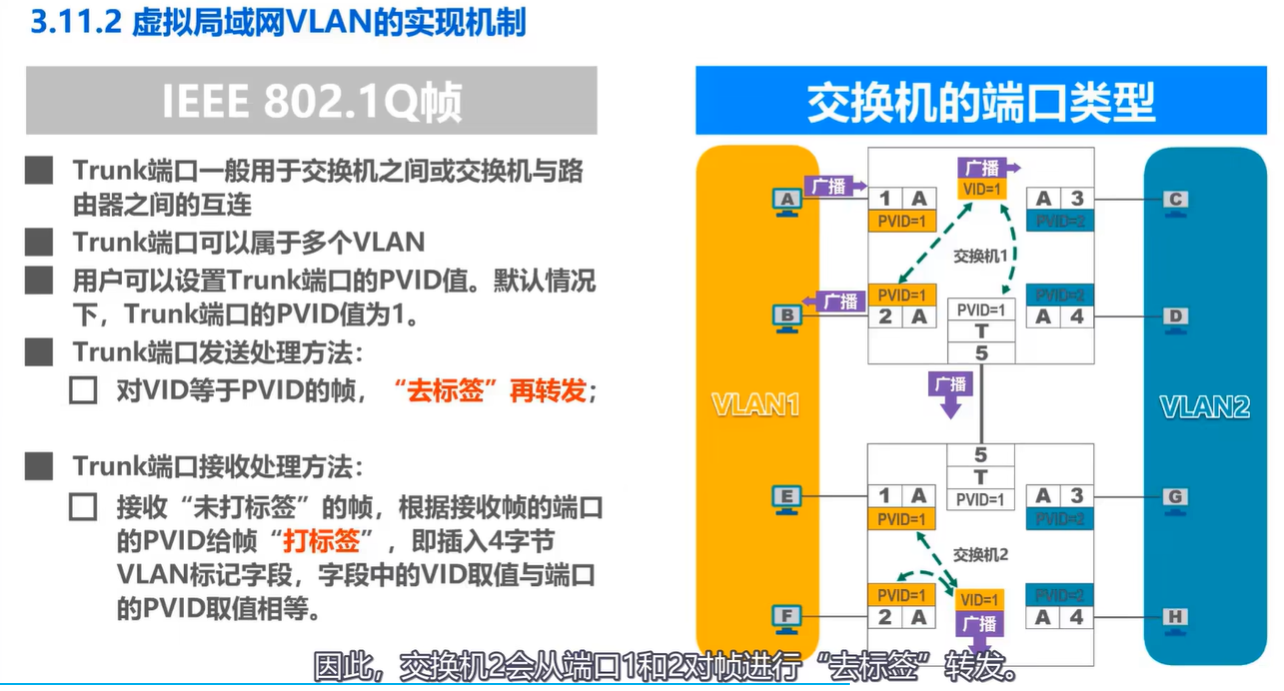 3.11.2 虚拟局域网VLAN的实现机制
IEEE 802.1Q帧
Trunk端口一般用于交换机之间或交换机与路
由器之间的互连
Trunk端口可以属于多个VLAN
用户可以设置Trunk端口的PVID值。默认情况
下，Trunk端口的PVID值为1。
Trunk端口发送处理方法：
对VID等于PVID的帧，“去标签”再转发；
Trunk端口接收处理方法：
接收“未打标签”的帧，根据接收帧的端口
的PVID给帧“打标签”，即插入4字节
VLAN标记字段，字段中的VID取值与端口
的PVID取值相等。
交换机的端口类型
广播
VID=1
A
广播
1 A
PVID=1
A 3
PVID=2
C
交换机1
B
广播
PVID=1
2 A
PVID=1
T
5
PVID=2
A 4
D
广播
VLAN1
VLAN2
5
T
PVID=1
E
1 A
PVID=1
A 3
PVID=2
G
交换机2
F
PVID=1
2 A
VID=1
广播
PVID=2
A 4
H
因此，交换机2会从端口1和2对帧进行“去标签”转发。